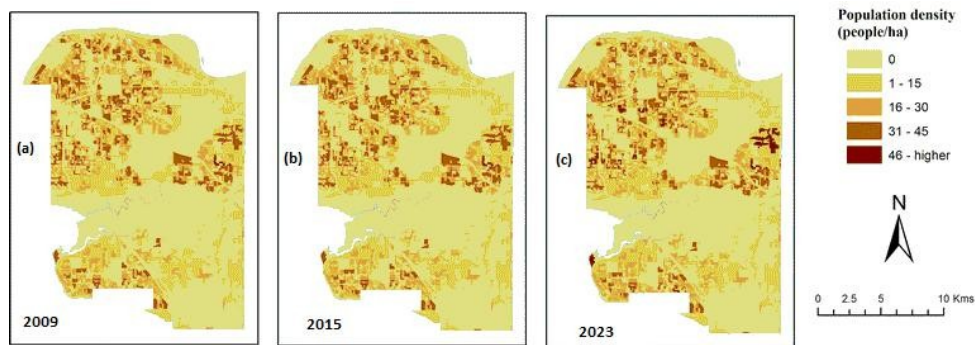 (a)
2009
(b)
2015
(c)
2023
Population density
(people/ha)
0
1 - 15
16 - 30
31 - 45
46 - higher
N
0 2.5 5 10 Kms